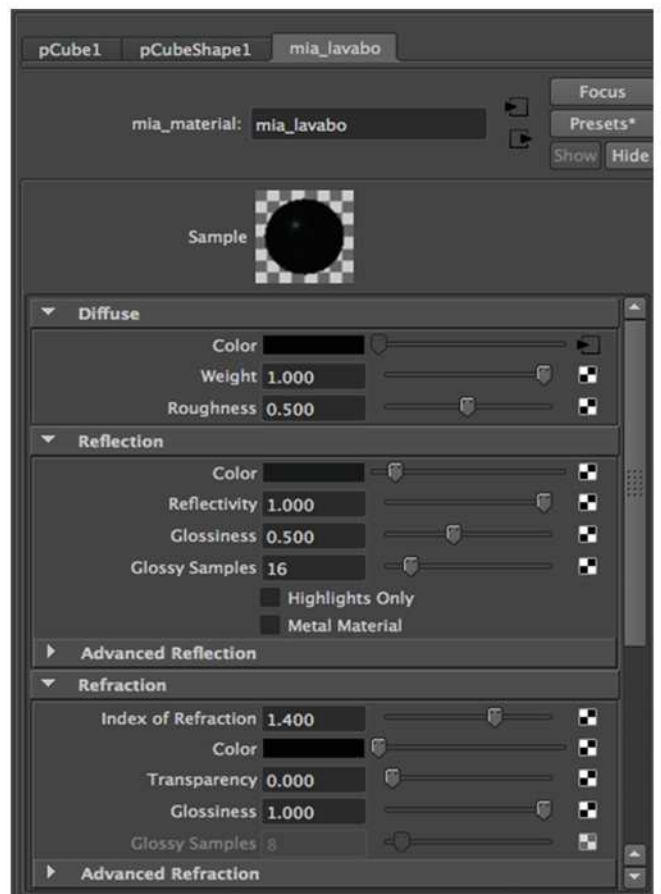 pCube1 pCubeShape1 mia_lavabo
Focus
mia_material: mia_lavabo Presets*
Show Hide
Sample
Diffuse
Color
Weight 1.000
Roughness 0.500
Reflection
Color
Reflectivity 1.000
Glossiness 0.500
Glossy Samples 16
Highlights Only
Metal Material
Advanced Reflection
Refraction
Index of Refraction 1.400
Color
Transparency 0.000
Glossiness 1.000
Glossy Samples 8
Advanced Refraction